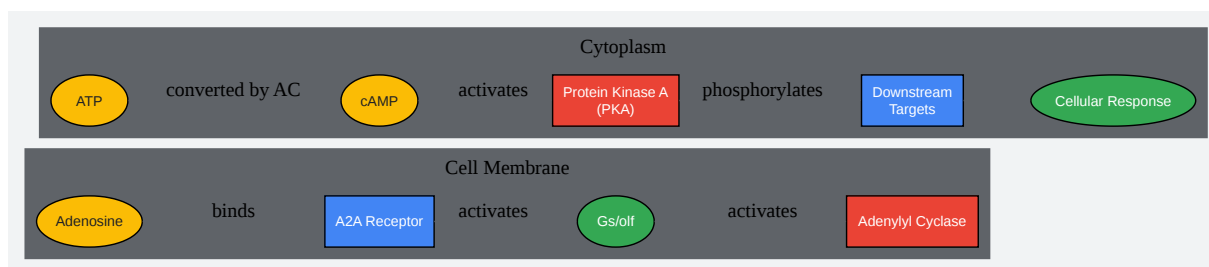 Cytoplasm
ATP
converted by AC
cAMP
activates
Protein Kinase A
(PKA)
phosphorylates
Downstream
Targets
Cellular Response
Cell Membrane
Adenosine
binds
A2A Receptor
activates
Gs/olf
activates
Adenylyl Cyclase